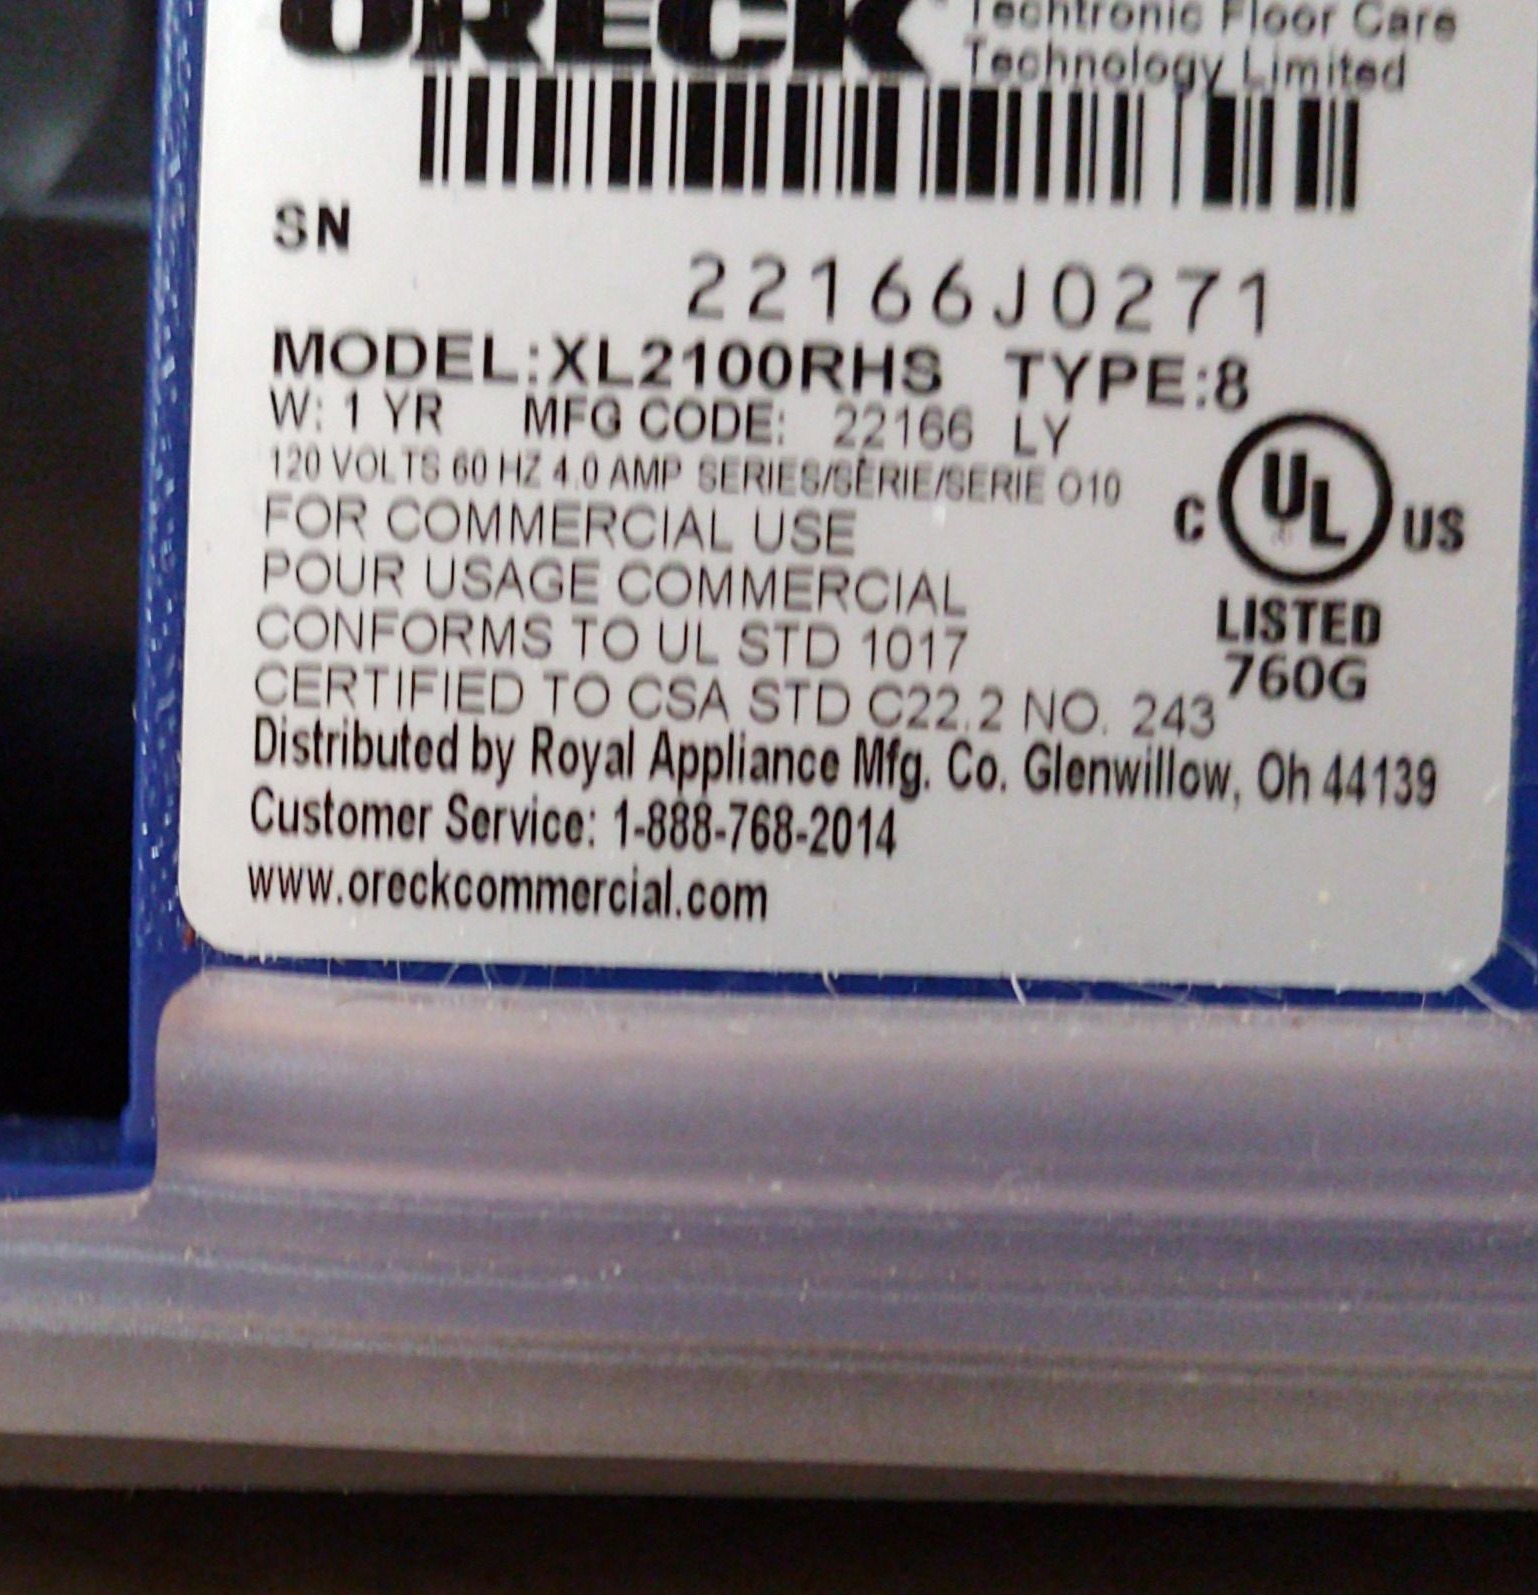 ORECK
Techtronic Floor Care
Technology Limited
SN
22166J0271
MODEL:XL2100RHS TYPE:8
W: 1 YR MFG CODE: 22166 LY
120 VOLTS 60 HZ 4.0 AMP SERIES/SÈRIE/SERIE O10
FOR COMMERCIAL USE
POUR USAGE COMMERCIAL
CONFORMS TO UL STD 1017
CERTIFIED TO CSA STD C22.2 NO. 243
C UL US
LISTED
760G
Distributed by Royal Appliance Mfg. Co. Glenwillow, Oh 44139
Customer Service: 1-888-768-2014
www.oreckcommercial.com